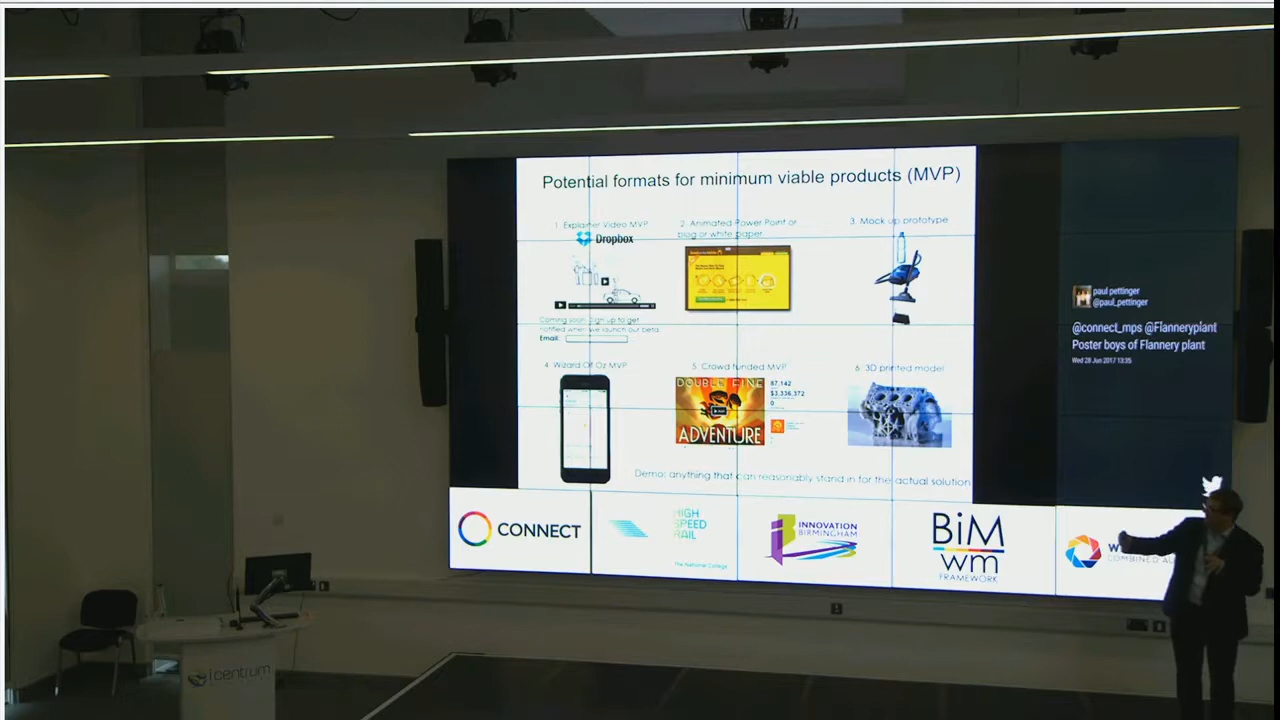 Potential formats for minimum viable products (MVP)
1. Explainer Video MVP
Dropbox
Coming soon. Sign up to get
notified when we launch our beta.
Email:
2. Animated Power Point or
blog or white paper
3. Mock up prototype
4. Wizard Of Oz MVP
5. Crowd funded MVP
DOUBLE FINE
ADVENTURE
87,142
$3,336,372
0
6. 3D printed model
Demo: anything that can reasonably stand in for the actual solution
paul pettinger
@paul_pettinger
@connect_mps @Flanneryplant
Poster boys of Flannery plant
Wed 28 Jun 2017 13:35
CONNECT
HIGH
SPEED
RAIL
The National College
INNOVATION
BIRMINGHAM
BiM
wm
FRAMEWORK
COMBINED
icentrum